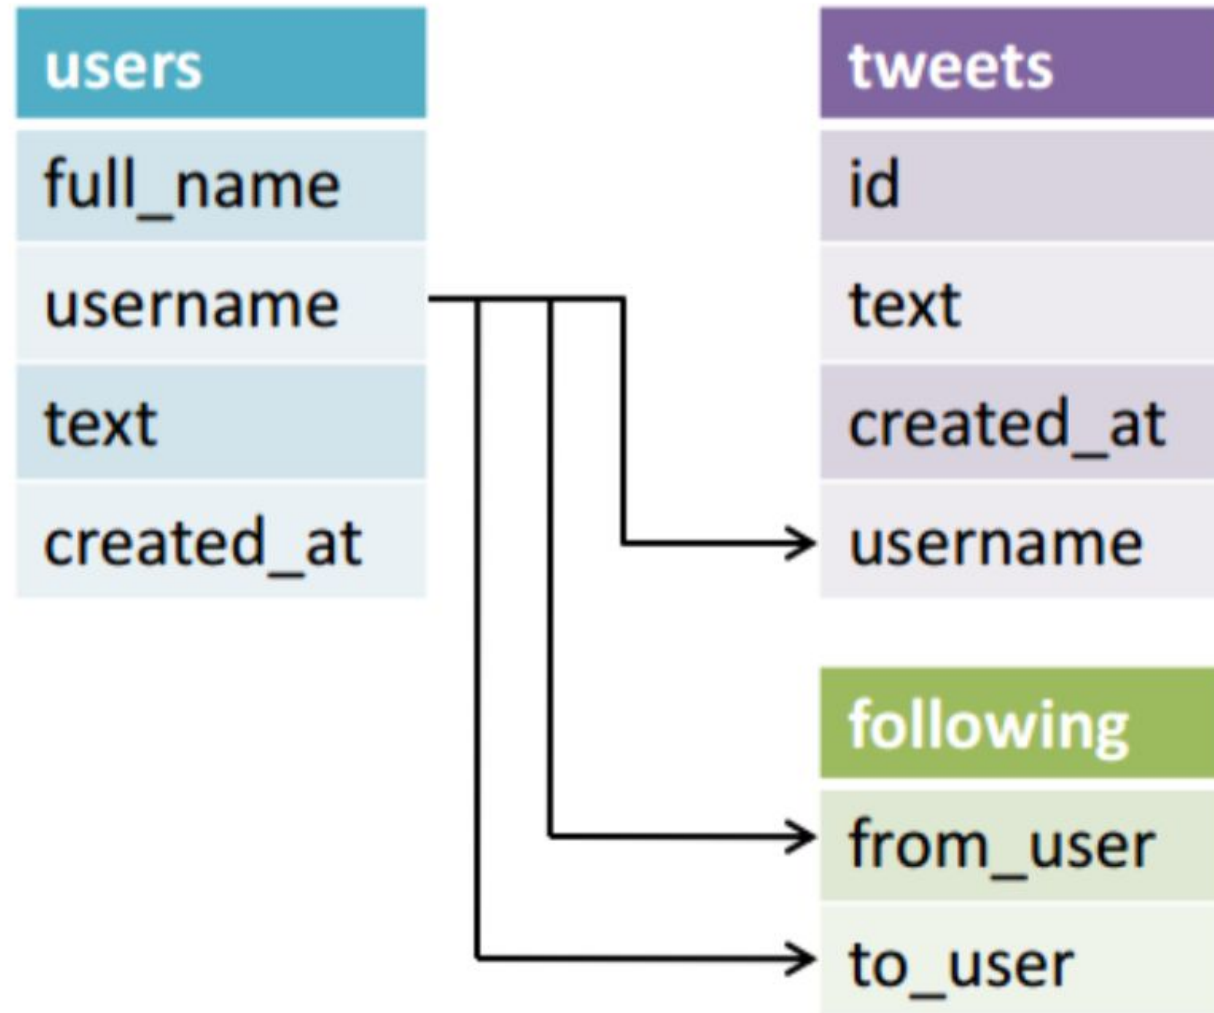 users
full_name
username
text
created_at
tweets
id
text
created_at
username
following
from_user
to_user